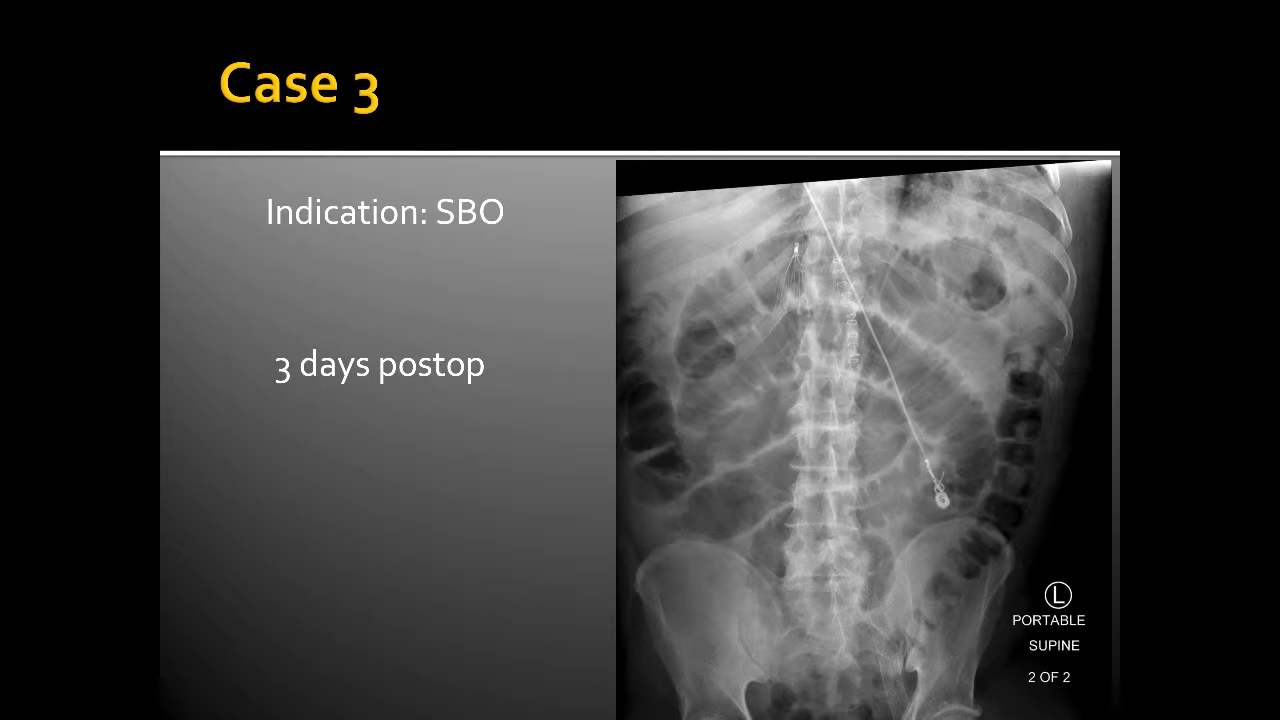 Case 3
Indication: SBO
3 days postop
L
PORTABLE
SUPINE
2 OF 2